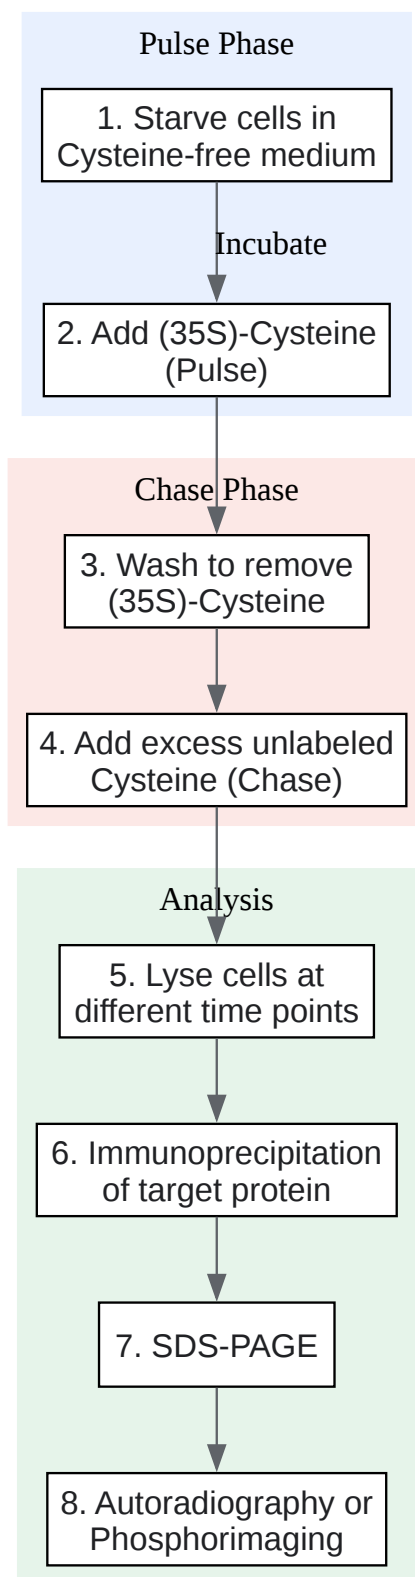 Pulse Phase
1. Starve cells in
Cysteine-free medium
Incubate
2. Add (35S)-Cysteine
(Pulse)
Chase Phase
3. Wash to remove
(35S)-Cysteine
4. Add excess unlabeled
Cysteine (Chase)
Analysis
5. Lyse cells at
different time points
6. Immunoprecipitation
of target protein
7. SDS-PAGE
8. Autoradiography or
Phosphorimaging